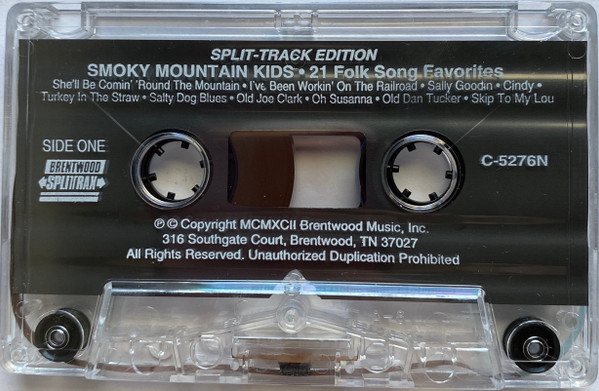 SPLIT-TRACK EDITION
SMOKY MOUNTAIN KIDS • 21 Folk Song Favorites
She'll Be Comin' 'Round The Mountain • I've Been Workin' On The Railroad • Sally Goodin • Cindy •
Turkey In The Straw • Salty Dog Blues • Old Joe Clark • Oh Susanna • Old Dan Tucker • Skip To My Lou
SIDE ONE
BRENTWOOD
SPLITTRAX
C-5276N
℗ © Copyright MCMXCII Brentwood Music, Inc.
316 Southgate Court, Brentwood, TN 37027
All Rights Reserved. Unauthorized Duplication Prohibited